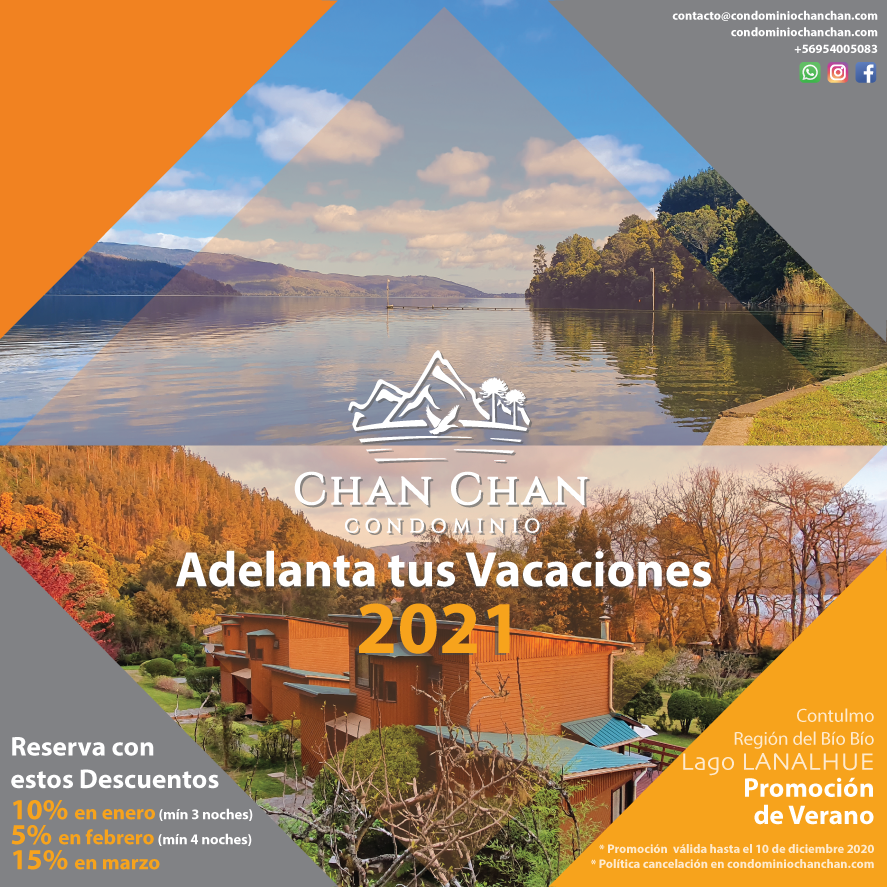 contacto@condominiochanchan.com
condominiochanchan.com
+56954005083
CHAN CHAN
CONDOMINIO
Adelanta tus Vacaciones
2021
Reserva con
estos Descuentos
10% en enero (mín 3 noches)
5% en febrero (mín 4 noches)
15% en marzo
Contulmo
Región del Bío Bío
Lago LANALHUE
Promoción
de Verano
* Promoción válida hasta el 10 de diciembre 2020
* Política cancelación en condominiochanchan.com